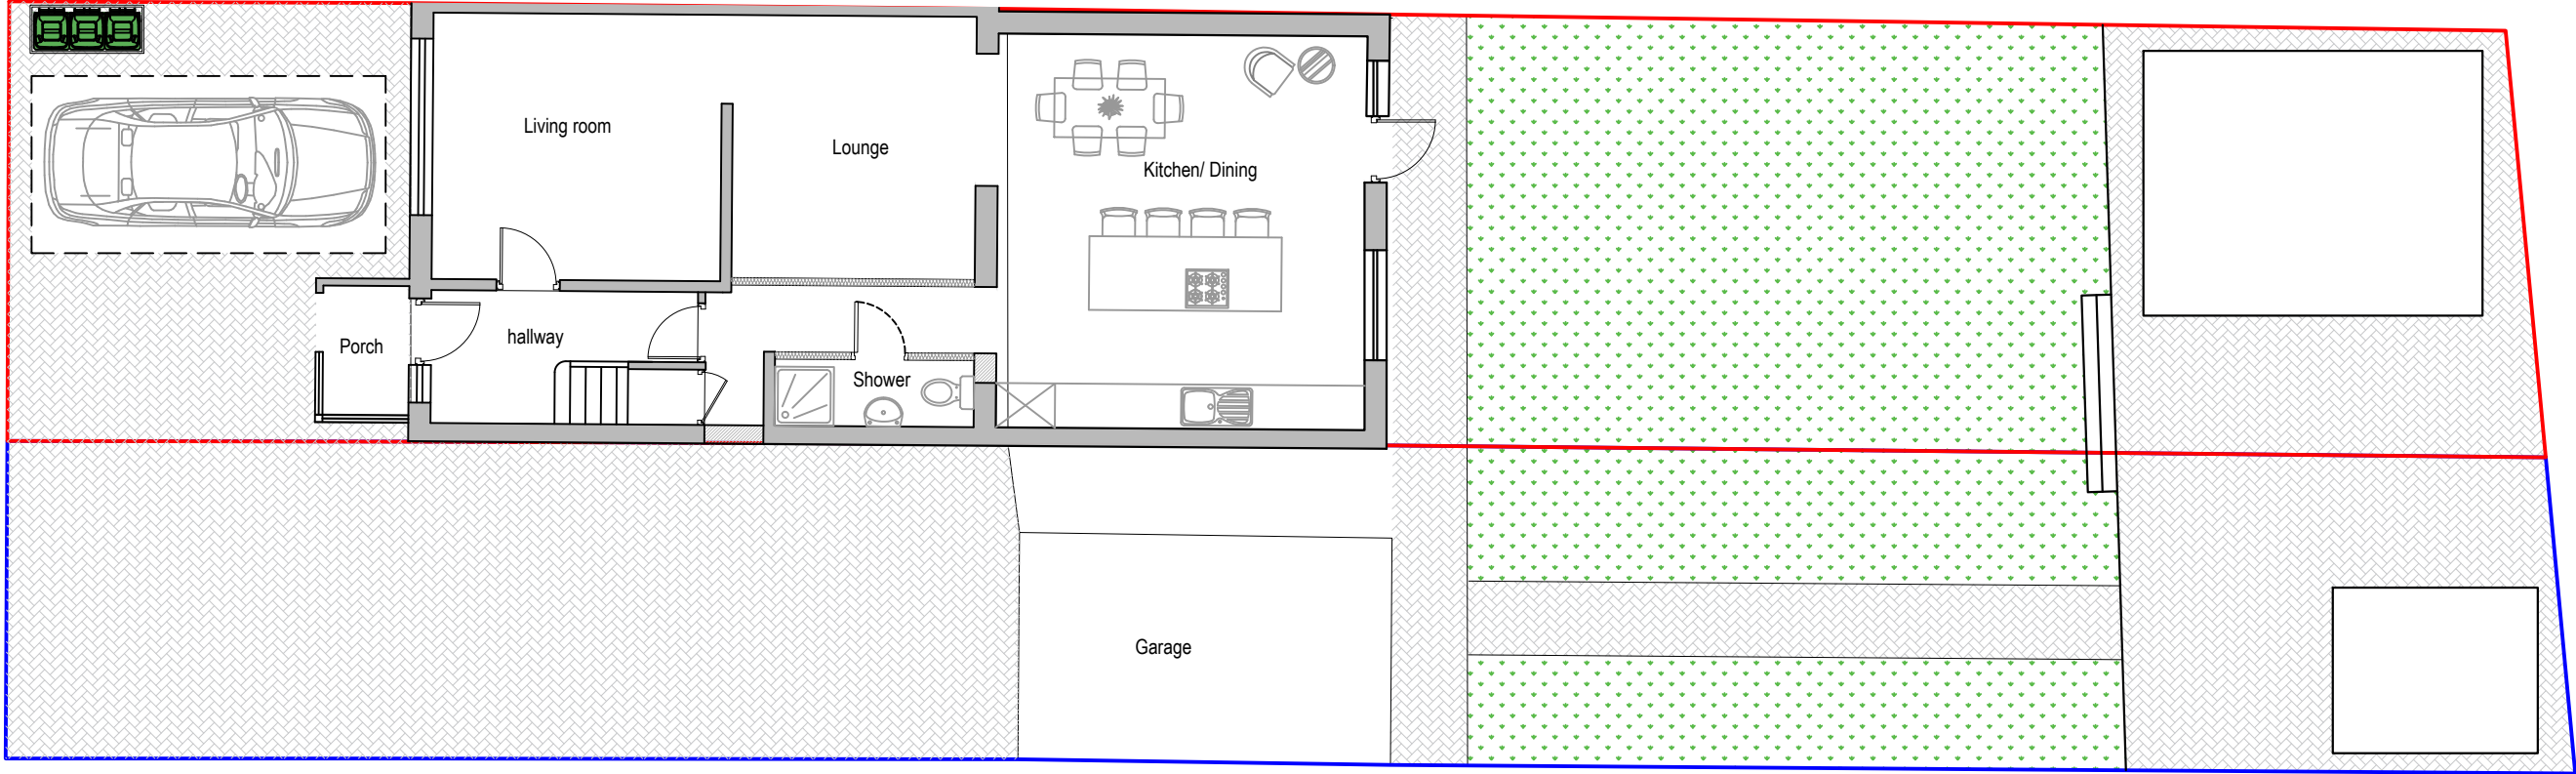 Living room
Lounge
Kitchen/ Dining
hallway
Porch
Shower
Garage